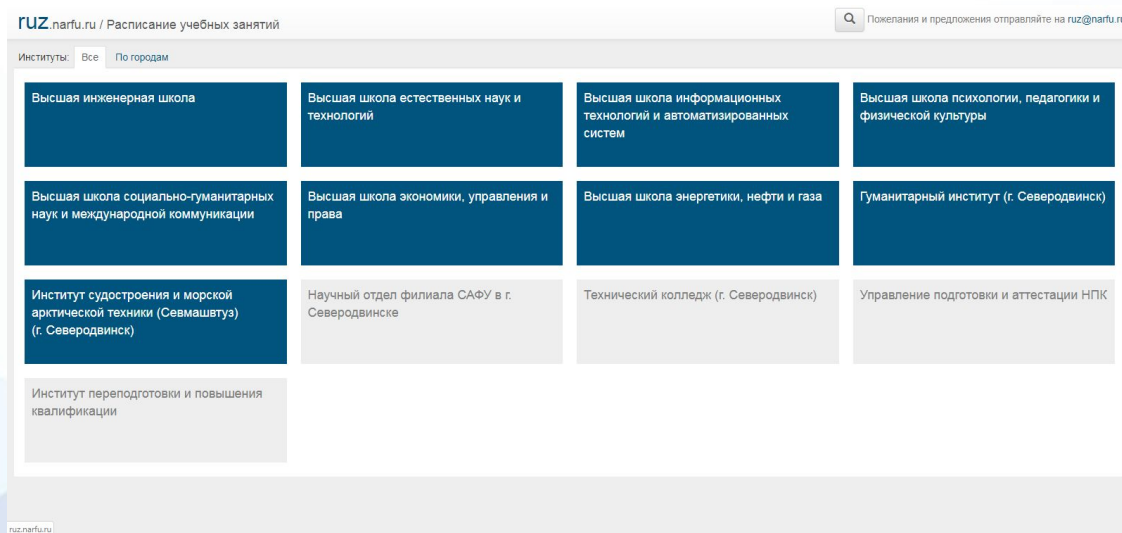 ruz.narfu.ru / Расписание учебных занятий
Пожелания и предложения отправляйте на ruz@narfu.ru
Институты: Все По городам
Высшая инженерная школа
Высшая школа естественных наук и
технологий
Высшая школа информационных
технологий и автоматизированных
систем
Высшая школа психологии, педагогики и
физической культуры
Высшая школа социально-гуманитарных
наук и международной коммуникации
Высшая школа экономики, управления и
права
Высшая школа энергетики, нефти и газа
Гуманитарный институт (г. Северодвинск)
Институт судостроения и морской
арктической техники (Севмашвтуз)
(г. Северодвинск)
Научный отдел филиала САФУ в г.
Северодвинске
Технический колледж (г. Северодвинск)
Управление подготовки и аттестации НПК
Институт переподготовки и повышения
квалификации
ruz.narfu.ru